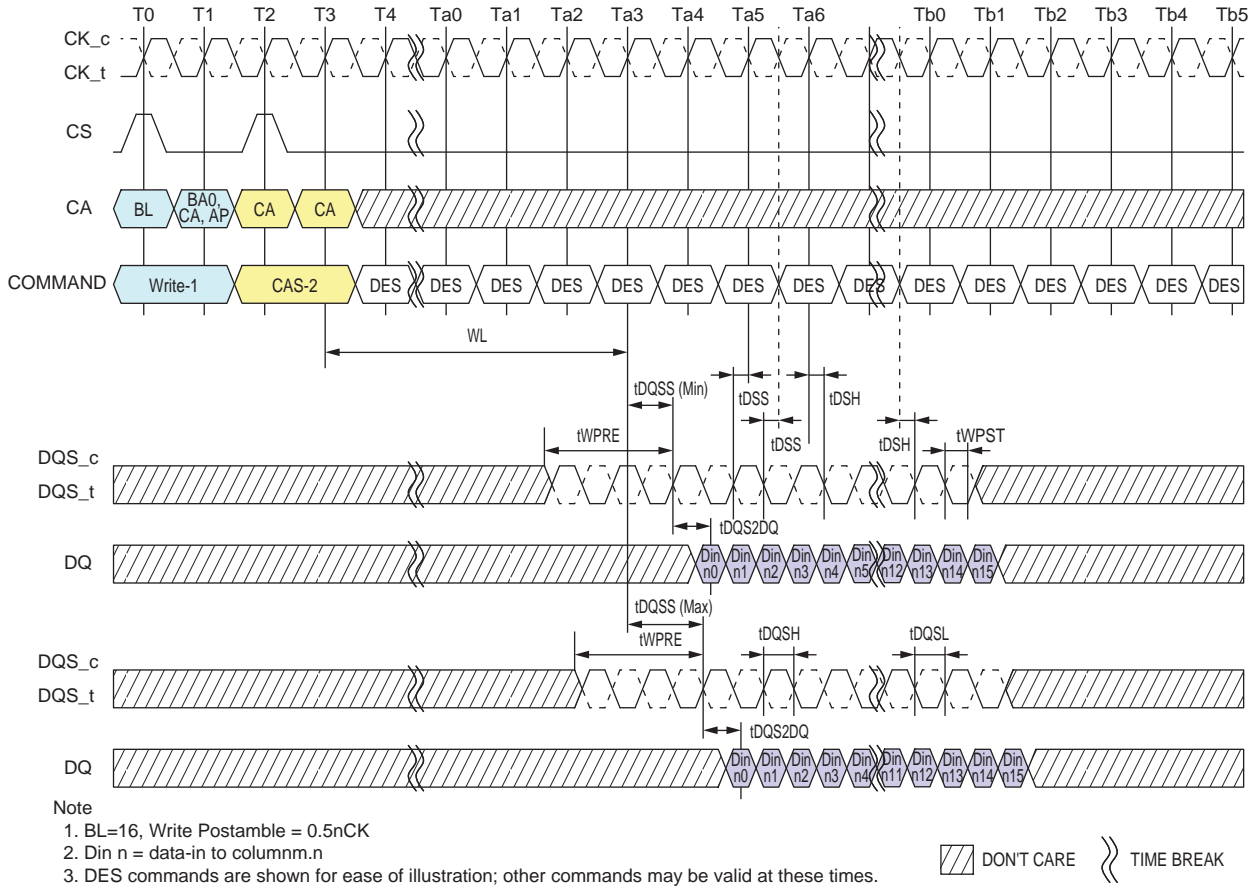 T0 T1 T2 T3 T4 Ta0 Ta1 Ta2 Ta3 Ta4 Ta5 Ta6 Tb0 Tb1 Tb2 Tb3 Tb4 Tb5
CK_c
CK_t
CS
CA BL BA0, CA, AP CA CA
COMMAND Write-1 CAS-2 DES DES DES DES DES DES DES DES DES DES DES DES DES DES DES
WL
tDQSS (Min) tDSS tDSH
tWPRE tDSS tDSH tWPST
DQS_c
DQS_t
tDQS2DQ
DQ Din n0 Din n1 Din n2 Din n3 Din n4 Din n5 Din n12 Din n13 Din n14 Din n15
tDQSS (Max)
tWPRE tDQSH tDQSL
DQS_c
DQS_t
tDQS2DQ
DQ Din n0 Din n1 Din n2 Din n3 Din n4 Din n11 Din n12 Din n13 Din n14 Din n15
Note
1. BL=16, Write Postamble = 0.5nCK
2. Din n = data-in to columnm.n
3. DES commands are shown for ease of illustration; other commands may be valid at these times.
DON'T CARE TIME BREAK